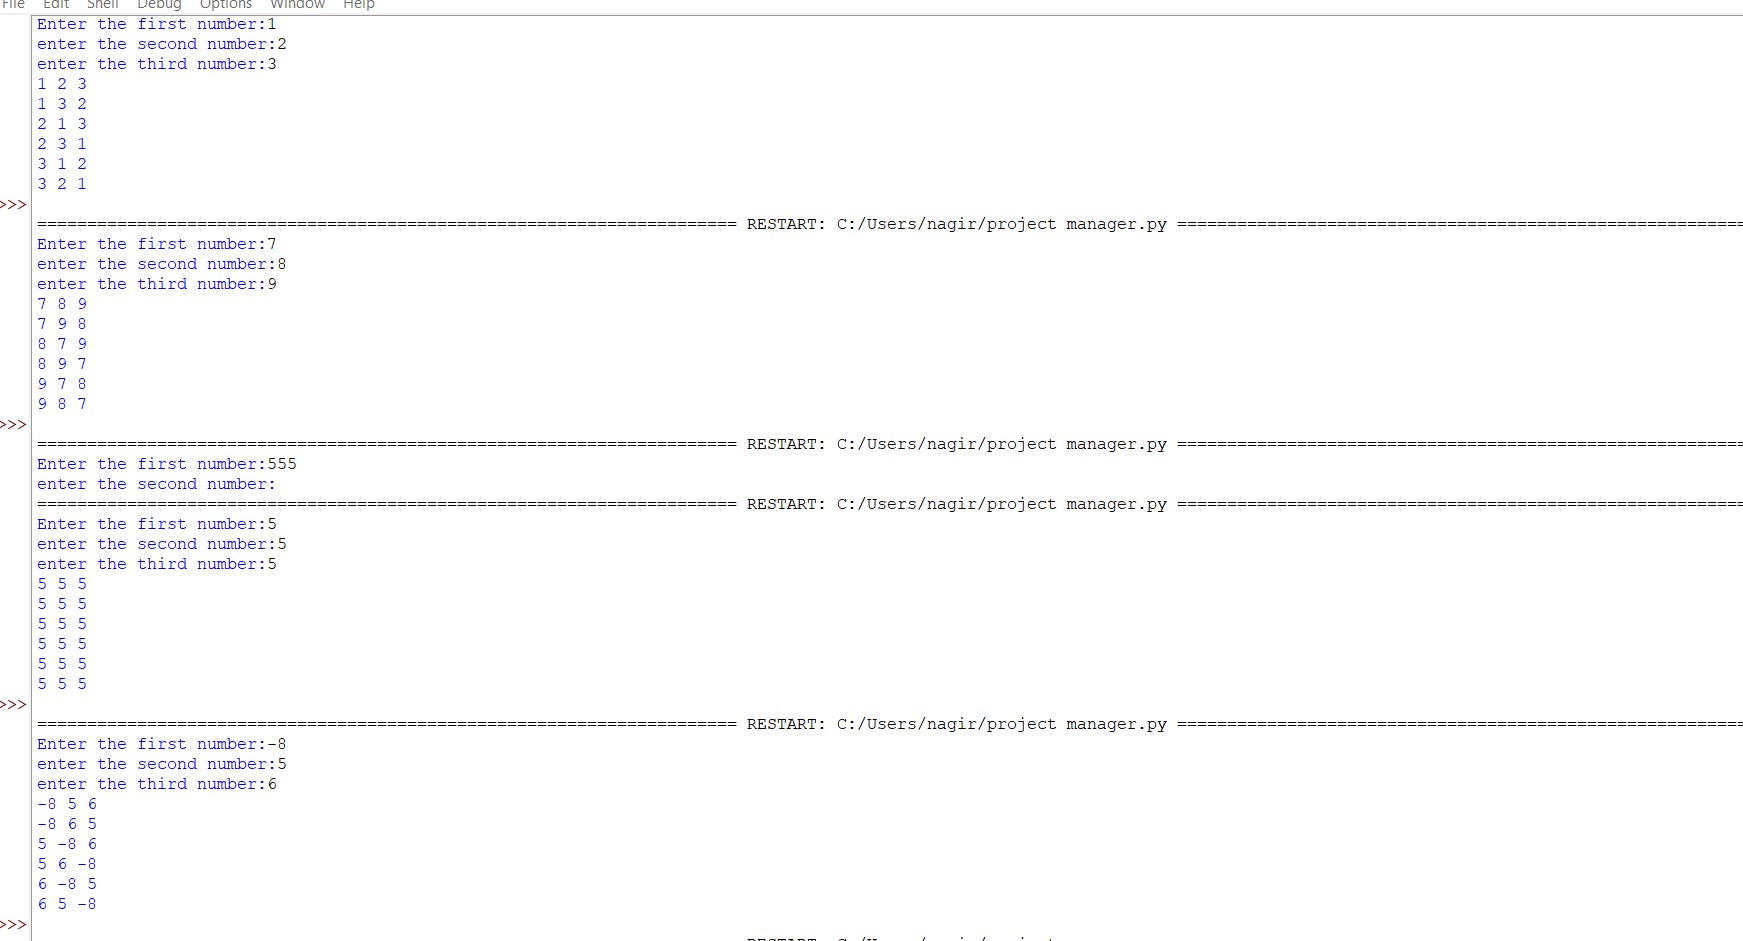 File Edit Shell Debug Options Window Help
Enter the first number:1
enter the second number:2
enter the third number:3
1 2 3
1 3 2
2 1 3
2 3 1
3 1 2
3 2 1
>>>
====================================================================== RESTART: C:/Users/nagir/project manager.py =========================================================
Enter the first number:7
enter the second number:8
enter the third number:9
7 8 9
7 9 8
8 7 9
8 9 7
9 7 8
9 8 7
>>>
====================================================================== RESTART: C:/Users/nagir/project manager.py =========================================================
Enter the first number:555
enter the second number:
====================================================================== RESTART: C:/Users/nagir/project manager.py =========================================================
Enter the first number:5
enter the second number:5
enter the third number:5
5 5 5
5 5 5
5 5 5
5 5 5
5 5 5
5 5 5
>>>
====================================================================== RESTART: C:/Users/nagir/project manager.py =========================================================
Enter the first number:-8
enter the second number:5
enter the third number:6
-8 5 6
-8 6 5
5 -8 6
5 6 -8
6 -8 5
6 5 -8
>>>